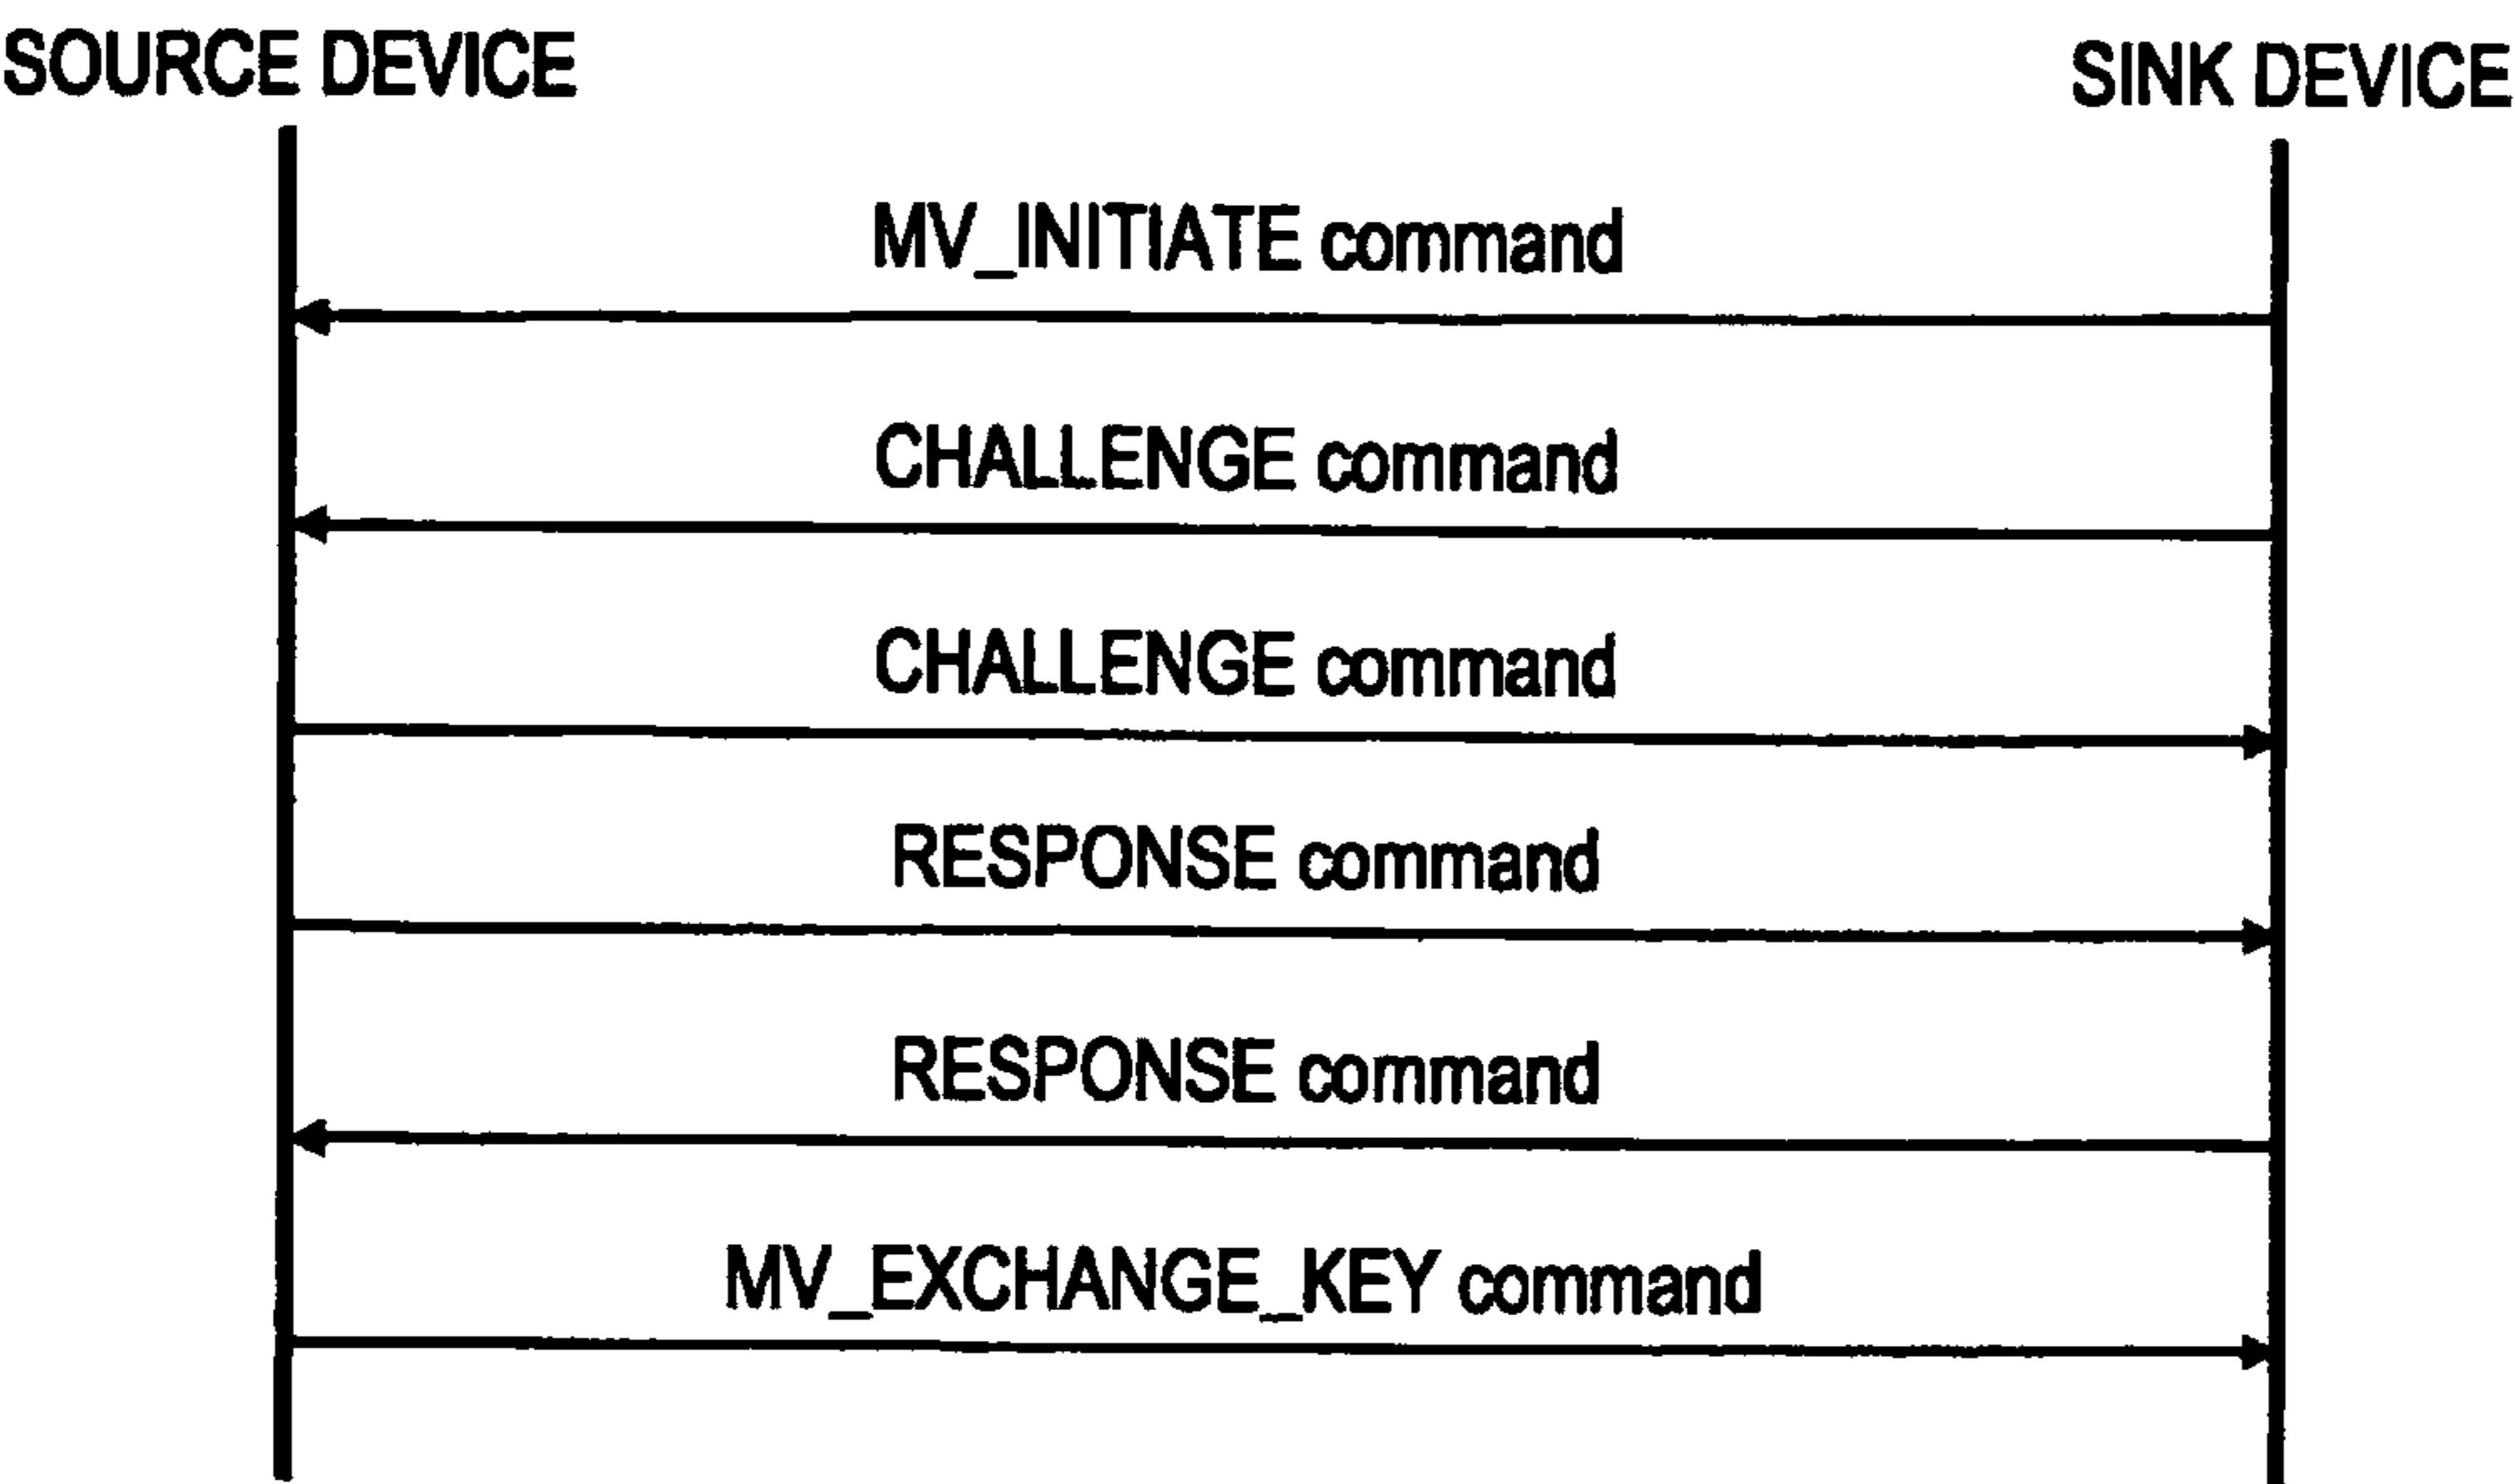 SOURCE DEVICE
SINK DEVICE
MV_INITIATE command
CHALLENGE command
CHALLENGE command
RESPONSE command
RESPONSE command
MV_EXCHANGE_KEY command